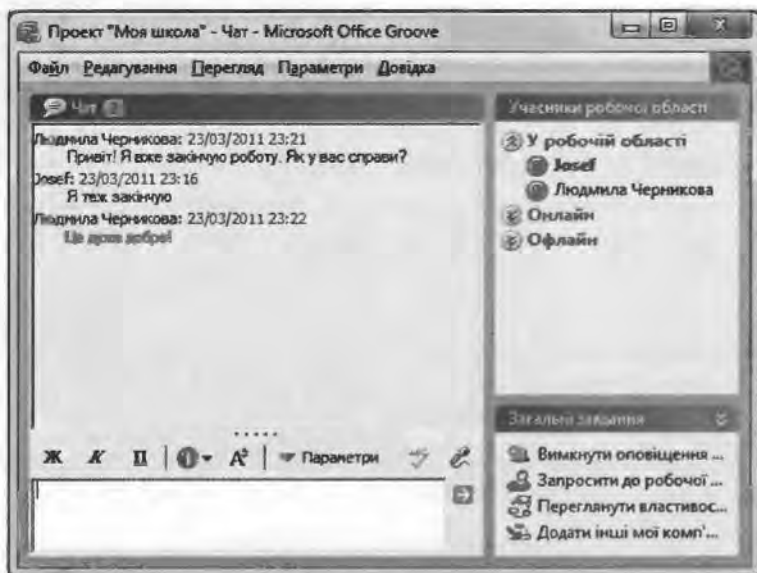 Проект "Моя школа" - Чат - Microsoft Office Groove
Файл Редагування Перегляд Параметри Довідка
Чат
Людмила Черникова: 23/03/2011 23:21
Привіт! Я вже закінчую роботу. Як у вас справи?
Josef: 23/03/2011 23:16
Я теж закінчую
Людмила Черникова: 23/03/2011 23:22
Це дуже добре!
Ж К П Параметри
Учасники робочої області
У робочій області
Josef
Людмила Черникова
Онлайн
Офлайн
Загальні завдання
Вимкнути оповіщення ...
Запросити до робочої ...
Переглянути властивос...
Додати інші мої комп'...